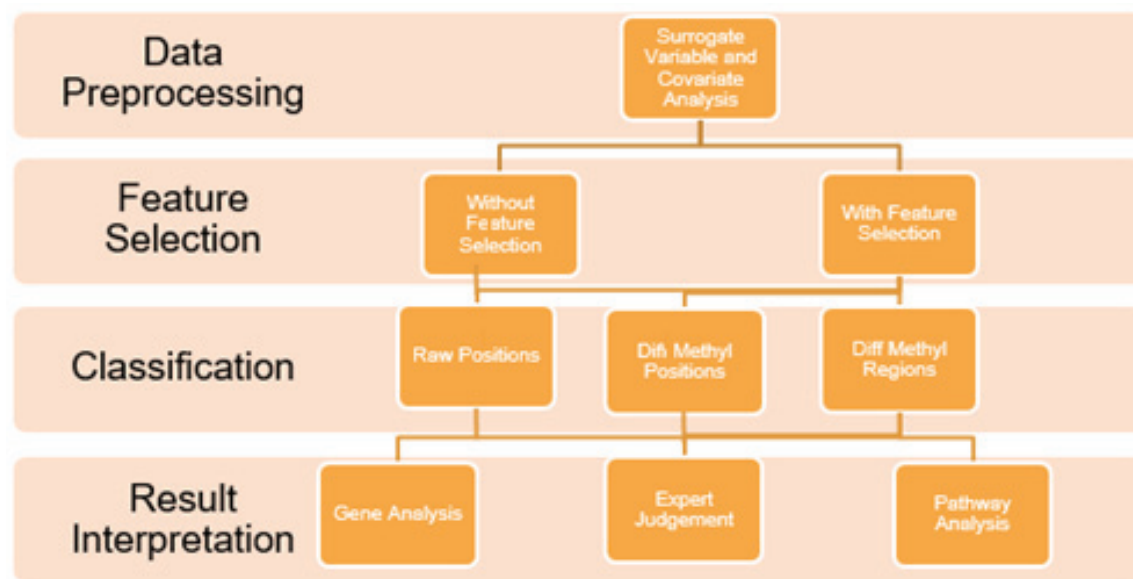 Data
Preprocessing
Surrogate
Variable and
Covariate
Analysis
Feature
Selection
Without
Feature
Selection
With Feature
Selection
Classification
Raw Positions
Diff Methyl
Positions
Diff Methyl
Regions
Result
Interpretation
Gene Analysis
Expert
Judgement
Pathway
Analysis